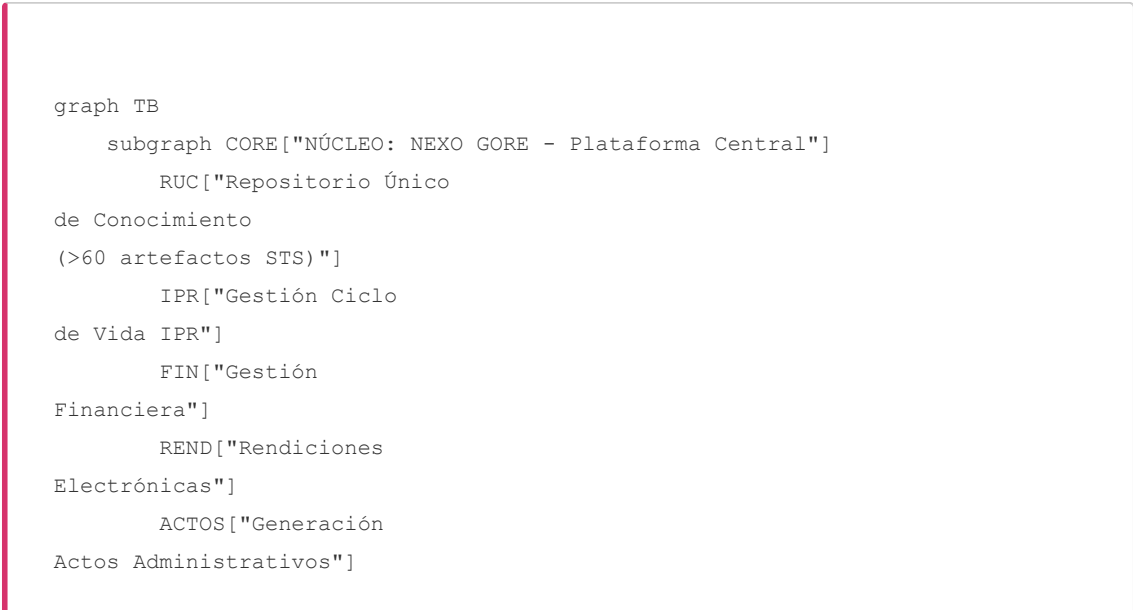 graph TB
subgraph CORE["NÚCLEO: NEXO GORE - Plataforma Central"]
RUC["Repositorio Único
de Conocimiento
(>60 artefactos STS)"]
IPR["Gestión Ciclo
de Vida IPR"]
FIN["Gestión
Financiera"]
REND["Rendiciones
Electrónicas"]
ACTOS["Generación
Actos Administrativos"]